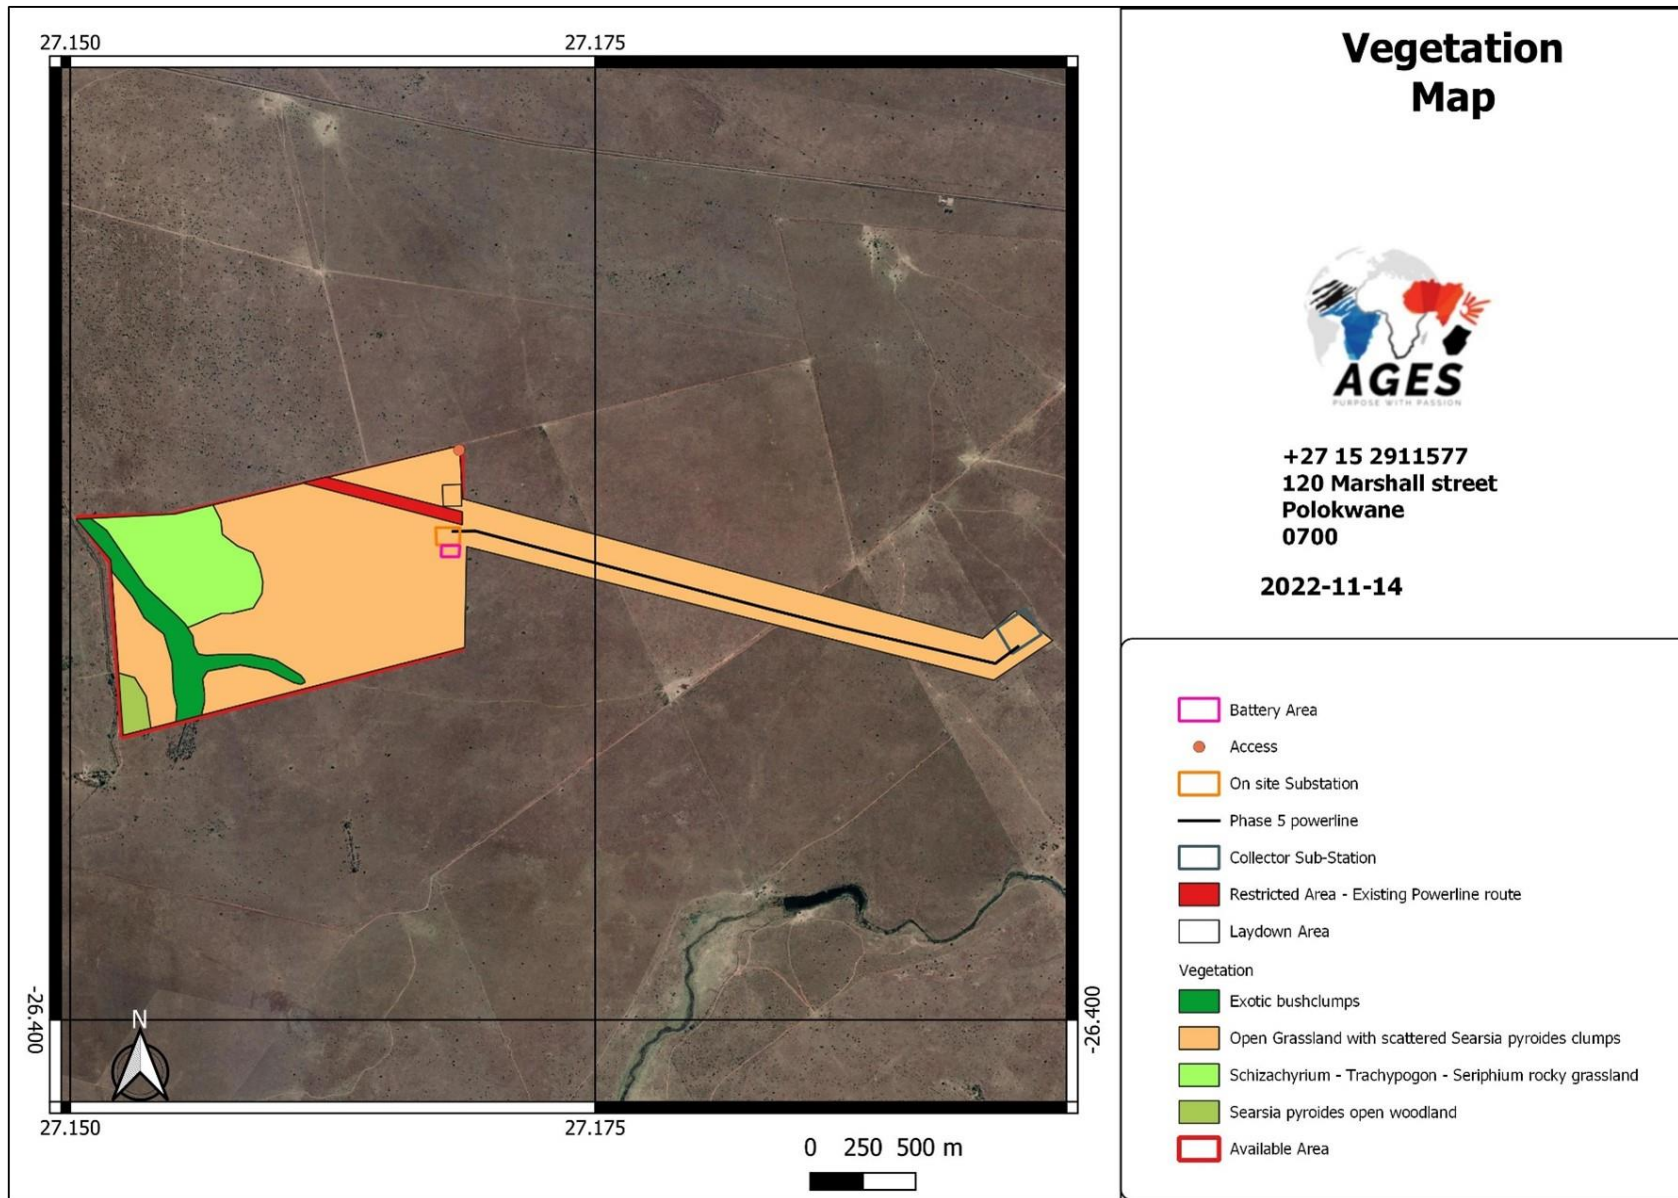 27.150
27.175
Vegetation
Map
AGES
PURPOSE WITH PASSION
+27 15 2911577
120 Marshall street
Polokwane
0700
2022-11-14
Battery Area
Access
On site Substation
Phase 5 powerline
Collector Sub-Station
Restricted Area - Existing Powerline route
Laydown Area
Vegetation
Exotic bushclumps
Open Grassland with scattered Searsia pyroides clumps
Schizachyrium - Trachypogon - Seriphium rocky grassland
Searsia pyroides open woodland
Available Area
-26.400
-26.400
N
27.150
27.175
0 250 500 m